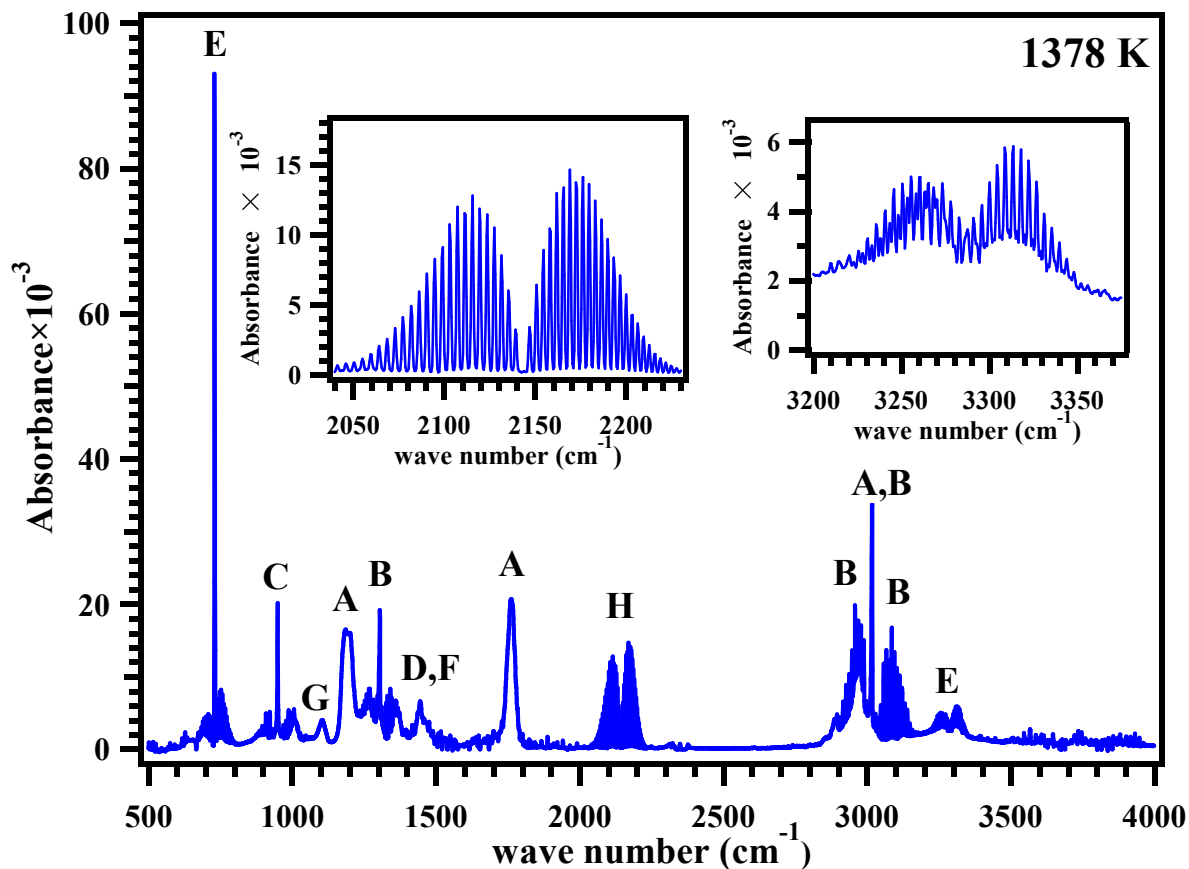 1378 K
Absorbance×10-3
100
80
60
40
20
0
500 1000 1500 2000 2500 3000 3500 4000
wave number (cm-1)
E
C
G
A
B
D,F
A
H
B
A,B
B
E
Absorbance × 10-3
15
10
5
0
2050 2100 2150 2200
wave number (cm-1)
Absorbance × 10-3
6
4
2
0
3200 3250 3300 3350
wave number (cm-1)